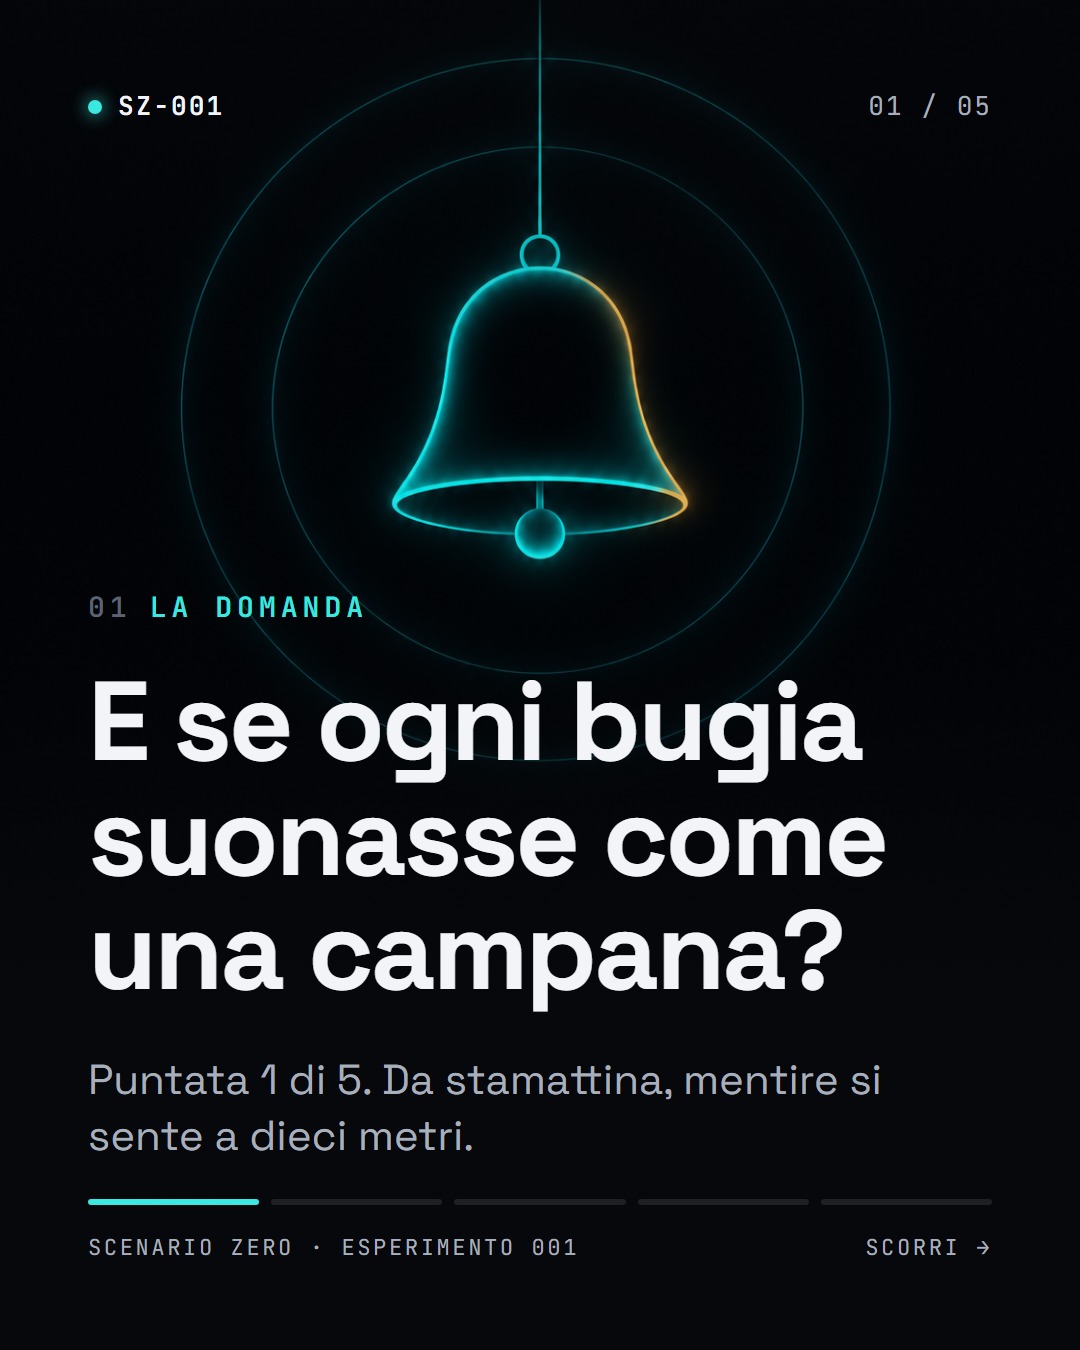 SZ-001
01 / 05
01 LA DOMANDA
E se ogni bugia
suonasse come
una campana?
Puntata 1 di 5. Da stamattina, mentire si
sente a dieci metri.
SCENARIO ZERO · ESPERIMENTO 001
SCORRI →